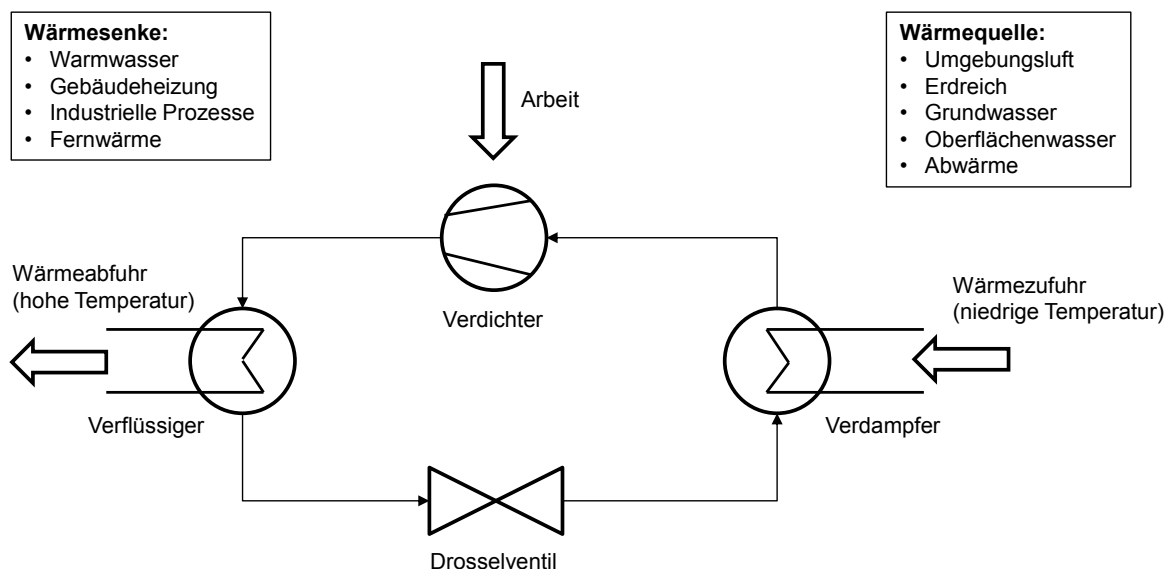 Wärmesenke:
• Warmwasser
• Gebäudeheizung
• Industrielle Prozesse
• Fernwärme
Arbeit
Wärmequelle:
• Umgebungsluft
• Erdreich
• Grundwasser
• Oberflächenwasser
• Abwärme
Wärmeabfuhr
(hohe Temperatur)
Verdichter
Wärmezufuhr
(niedrige Temperatur)
Verflüssiger
Verdampfer
Drosselventil